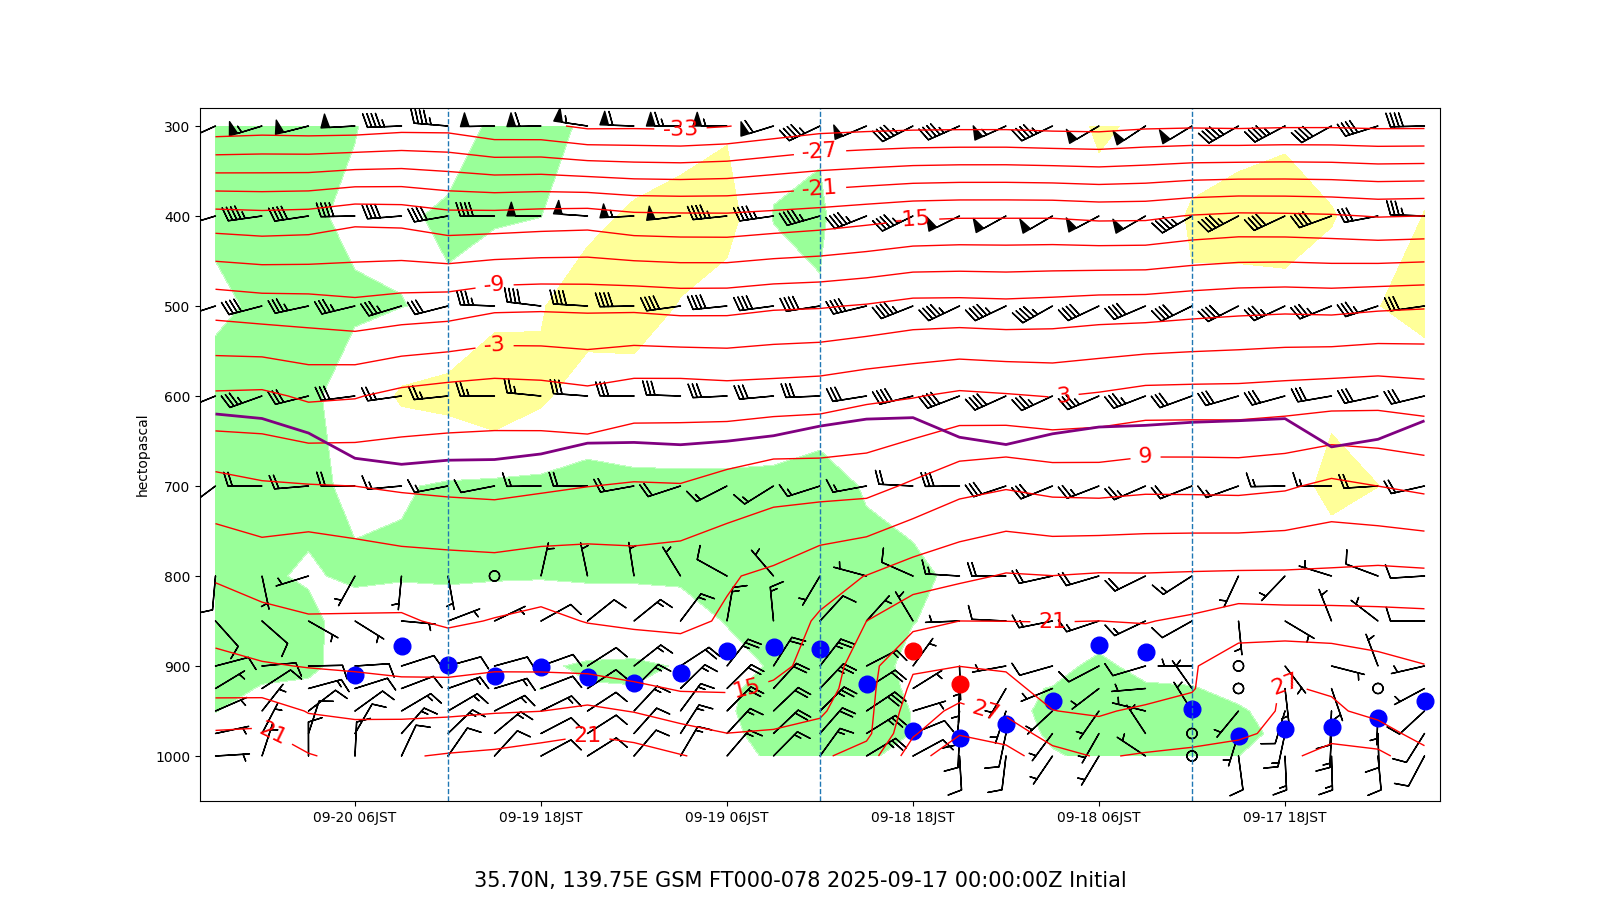 300
-33
-27
-21
400
-15
-9
500
-3
600
3
9
hectopascal
700
800
21
900
15
27
27
21
21
1000
09-20 06JST
09-19 18JST
09-19 06JST
09-18 18JST
09-18 06JST
09-17 18JST
35.70N, 139.75E GSM FT000-078 2025-09-17 00:00:00Z Initial